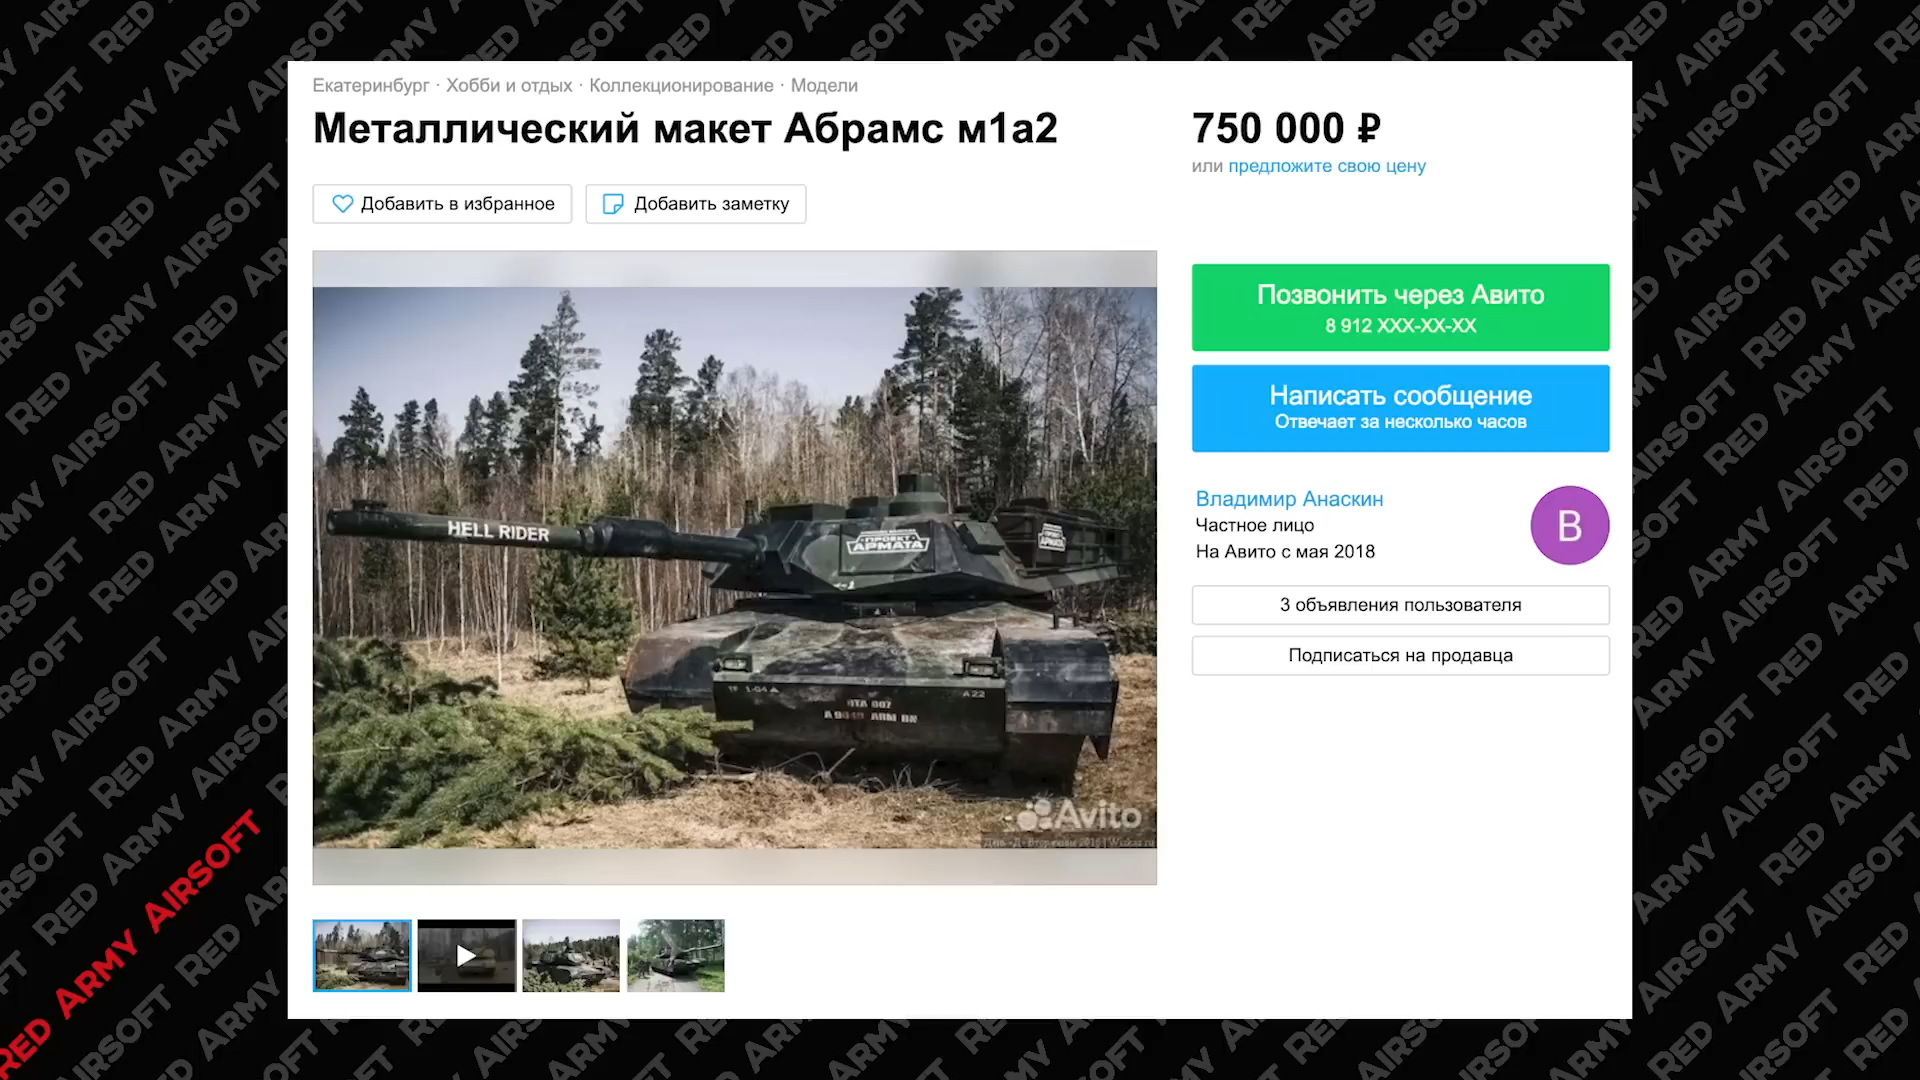 Екатеринбург · Хобби и отдых · Коллекционирование · Модели
Металлический макет Абрамс м1а2
750 000 ₽
или предложите свою цену
Добавить в избранное
Добавить заметку
Позвонить через Авито
8 912 XXX-XX-XX
Написать сообщение
Отвечает за несколько часов
Владимир Анаскин
Частное лицо
На Авито с мая 2018
В
3 объявления пользователя
Подписаться на продавца
HELL RIDER
ПРОЕКТ
АРМАТА
A22
Avito
RED ARMY AIRSOFT